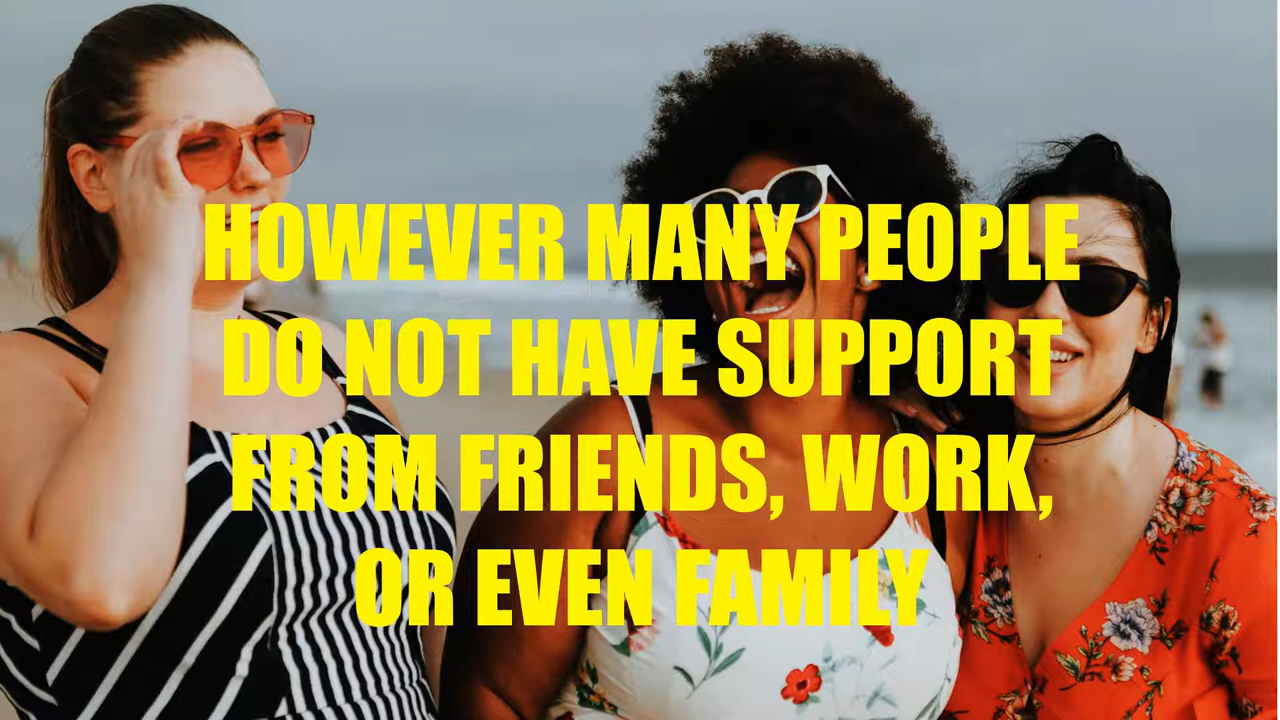 HOWEVER MANY PEOPLE
DO NOT HAVE SUPPORT
FROM FRIENDS, WORK,
OR EVEN FAMILY